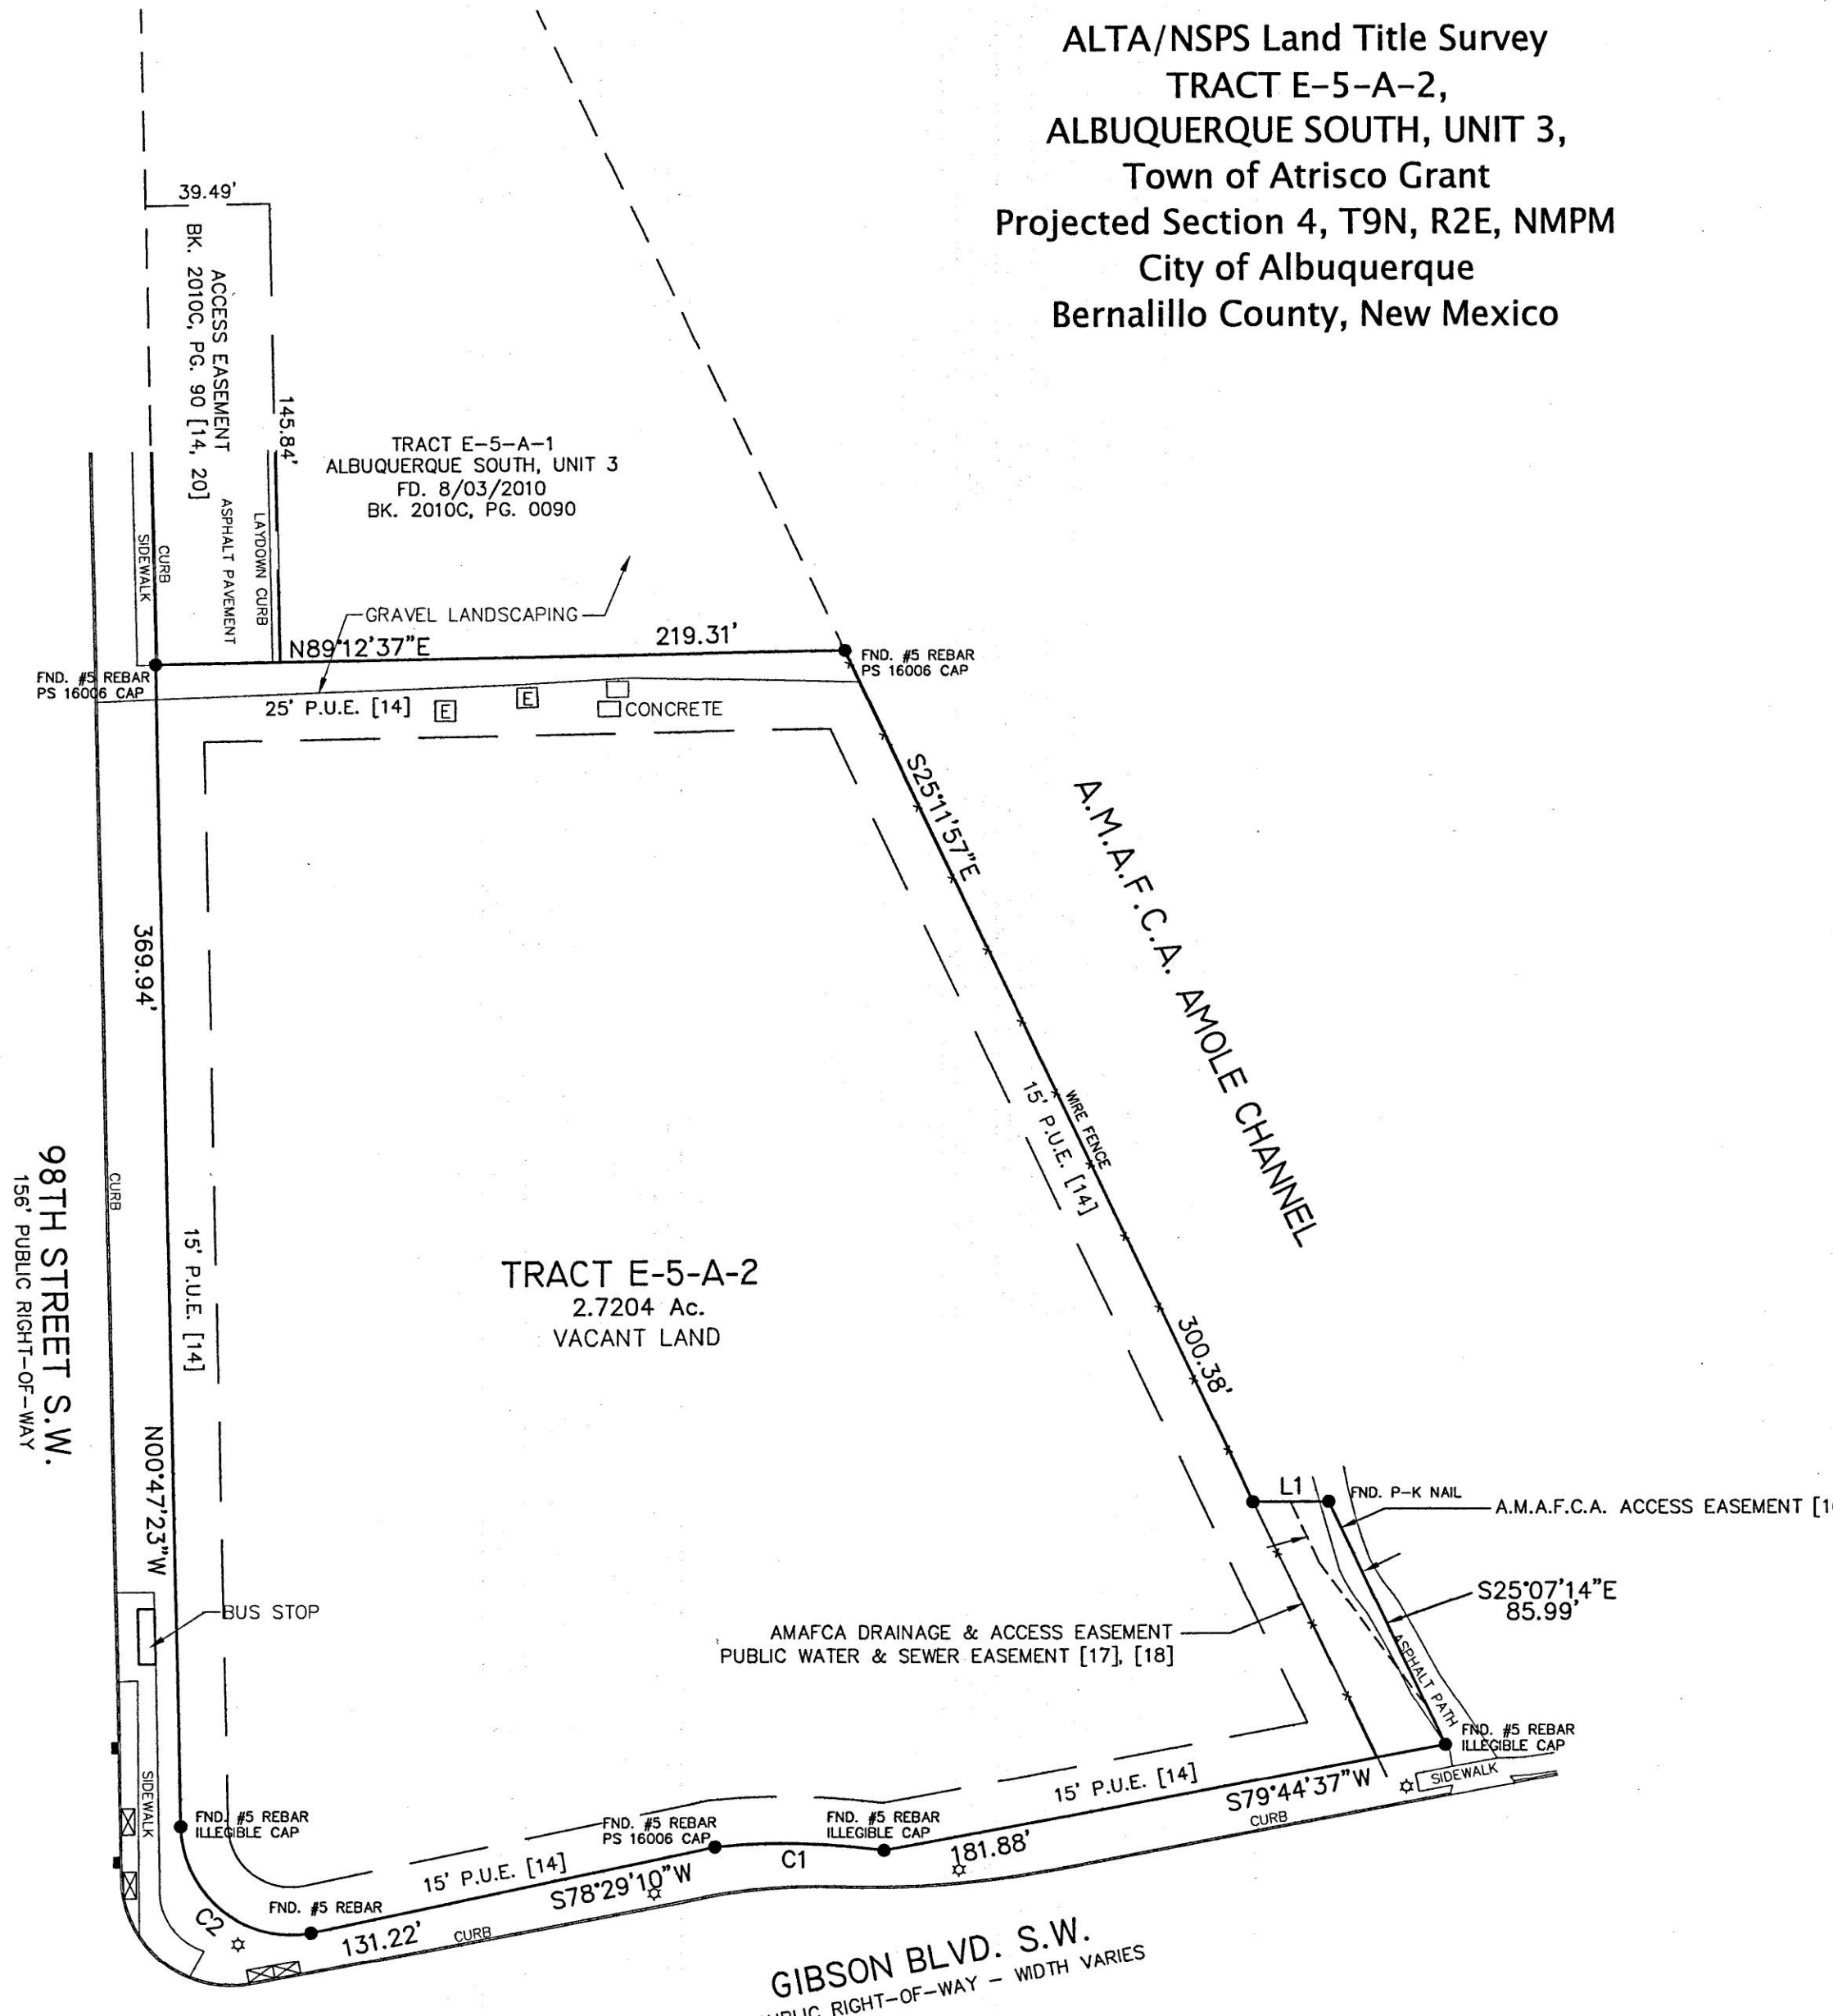 ALTA/NSPS Land Title Survey
TRACT E-5-A-2,
ALBUQUERQUE SOUTH, UNIT 3,
Town of Atrisco Grant
Projected Section 4, T9N, R2E, NMPM
City of Albuquerque
Bernalillo County, New Mexico
39.49'
ACCESS EASEMENT
BK. 2010C, PG. 90 [14, 20]
145.84'
TRACT E-5-A-1
ALBUQUERQUE SOUTH, UNIT 3
FD. 8/03/2010
BK. 2010C, PG. 0090
ASPHALT PAVEMENT
LAYDOWN CURB
CURB
SIDEWALK
GRAVEL LANDSCAPING
N89°12'37"E
219.31'
FND. #5 REBAR
PS 16006 CAP
FND. #5 REBAR
PS 16006 CAP
25' P.U.E. [14]
E
E
CONCRETE
S25°11'57"E
A.M.A.F.C.A. AMOLE CHANNEL
369.94'
WIRE FENCE
15' P.U.E. [14]
98TH STREET S.W.
156' PUBLIC RIGHT-OF-WAY
CURB
15' P.U.E. [14]
TRACT E-5-A-2
2.7204 Ac.
VACANT LAND
300.38'
N00°47'23"W
L1
FND. P-K NAIL
A.M.A.F.C.A. ACCESS EASEMENT
S25°07'14"E
85.99'
BUS STOP
AMAFCA DRAINAGE & ACCESS EASEMENT
PUBLIC WATER & SEWER EASEMENT [17], [18]
ASPHALT PATH
FND. #5 REBAR
ILLEGIBLE CAP
SIDEWALK
15' P.U.E. [14]
S79°44'37"W
CURB
SIDEWALK
FND. #5 REBAR
ILLEGIBLE CAP
FND. #5 REBAR
PS 16006 CAP
FND. #5 REBAR
ILLEGIBLE CAP
C1
181.88'
15' P.U.E. [14]
S78°29'10"W
FND. #5 REBAR
C2
131.22'
CURB
GIBSON BLVD. S.W.
RIGHT-OF-WAY - WIDTH VARIES